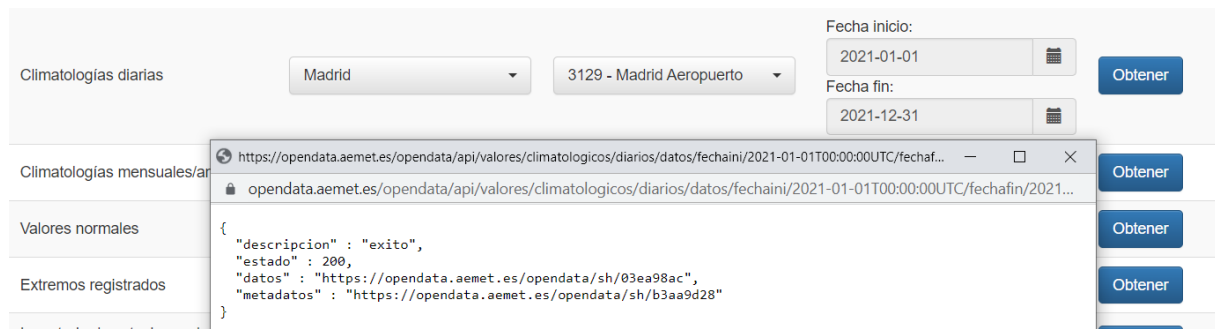 Fecha inicio:
2021-01-01
Climatologías diarias
Madrid
3129 - Madrid Aeropuerto
Obtener
Fecha fin:
2021-12-31
https://opendata.aemet.es/opendata/api/valores/climatologicos/diarios/datos/fechaini/2021-01-01T00:00:00UTC/fechaf...
Climatologías mensuales/an
Obtener
opendata.aemet.es/opendata/api/valores/climatologicos/diarios/datos/fechaini/2021-01-01T00:00:00UTC/fechafin/2021...
Valores normales
Obtener
{
"descripcion" : "exito",
"estado" : 200,
"datos" : "https://opendata.aemet.es/opendata/sh/03ea98ac",
"metadatos" : "https://opendata.aemet.es/opendata/sh/b3aa9d28"
}
Extremos registrados
Obtener